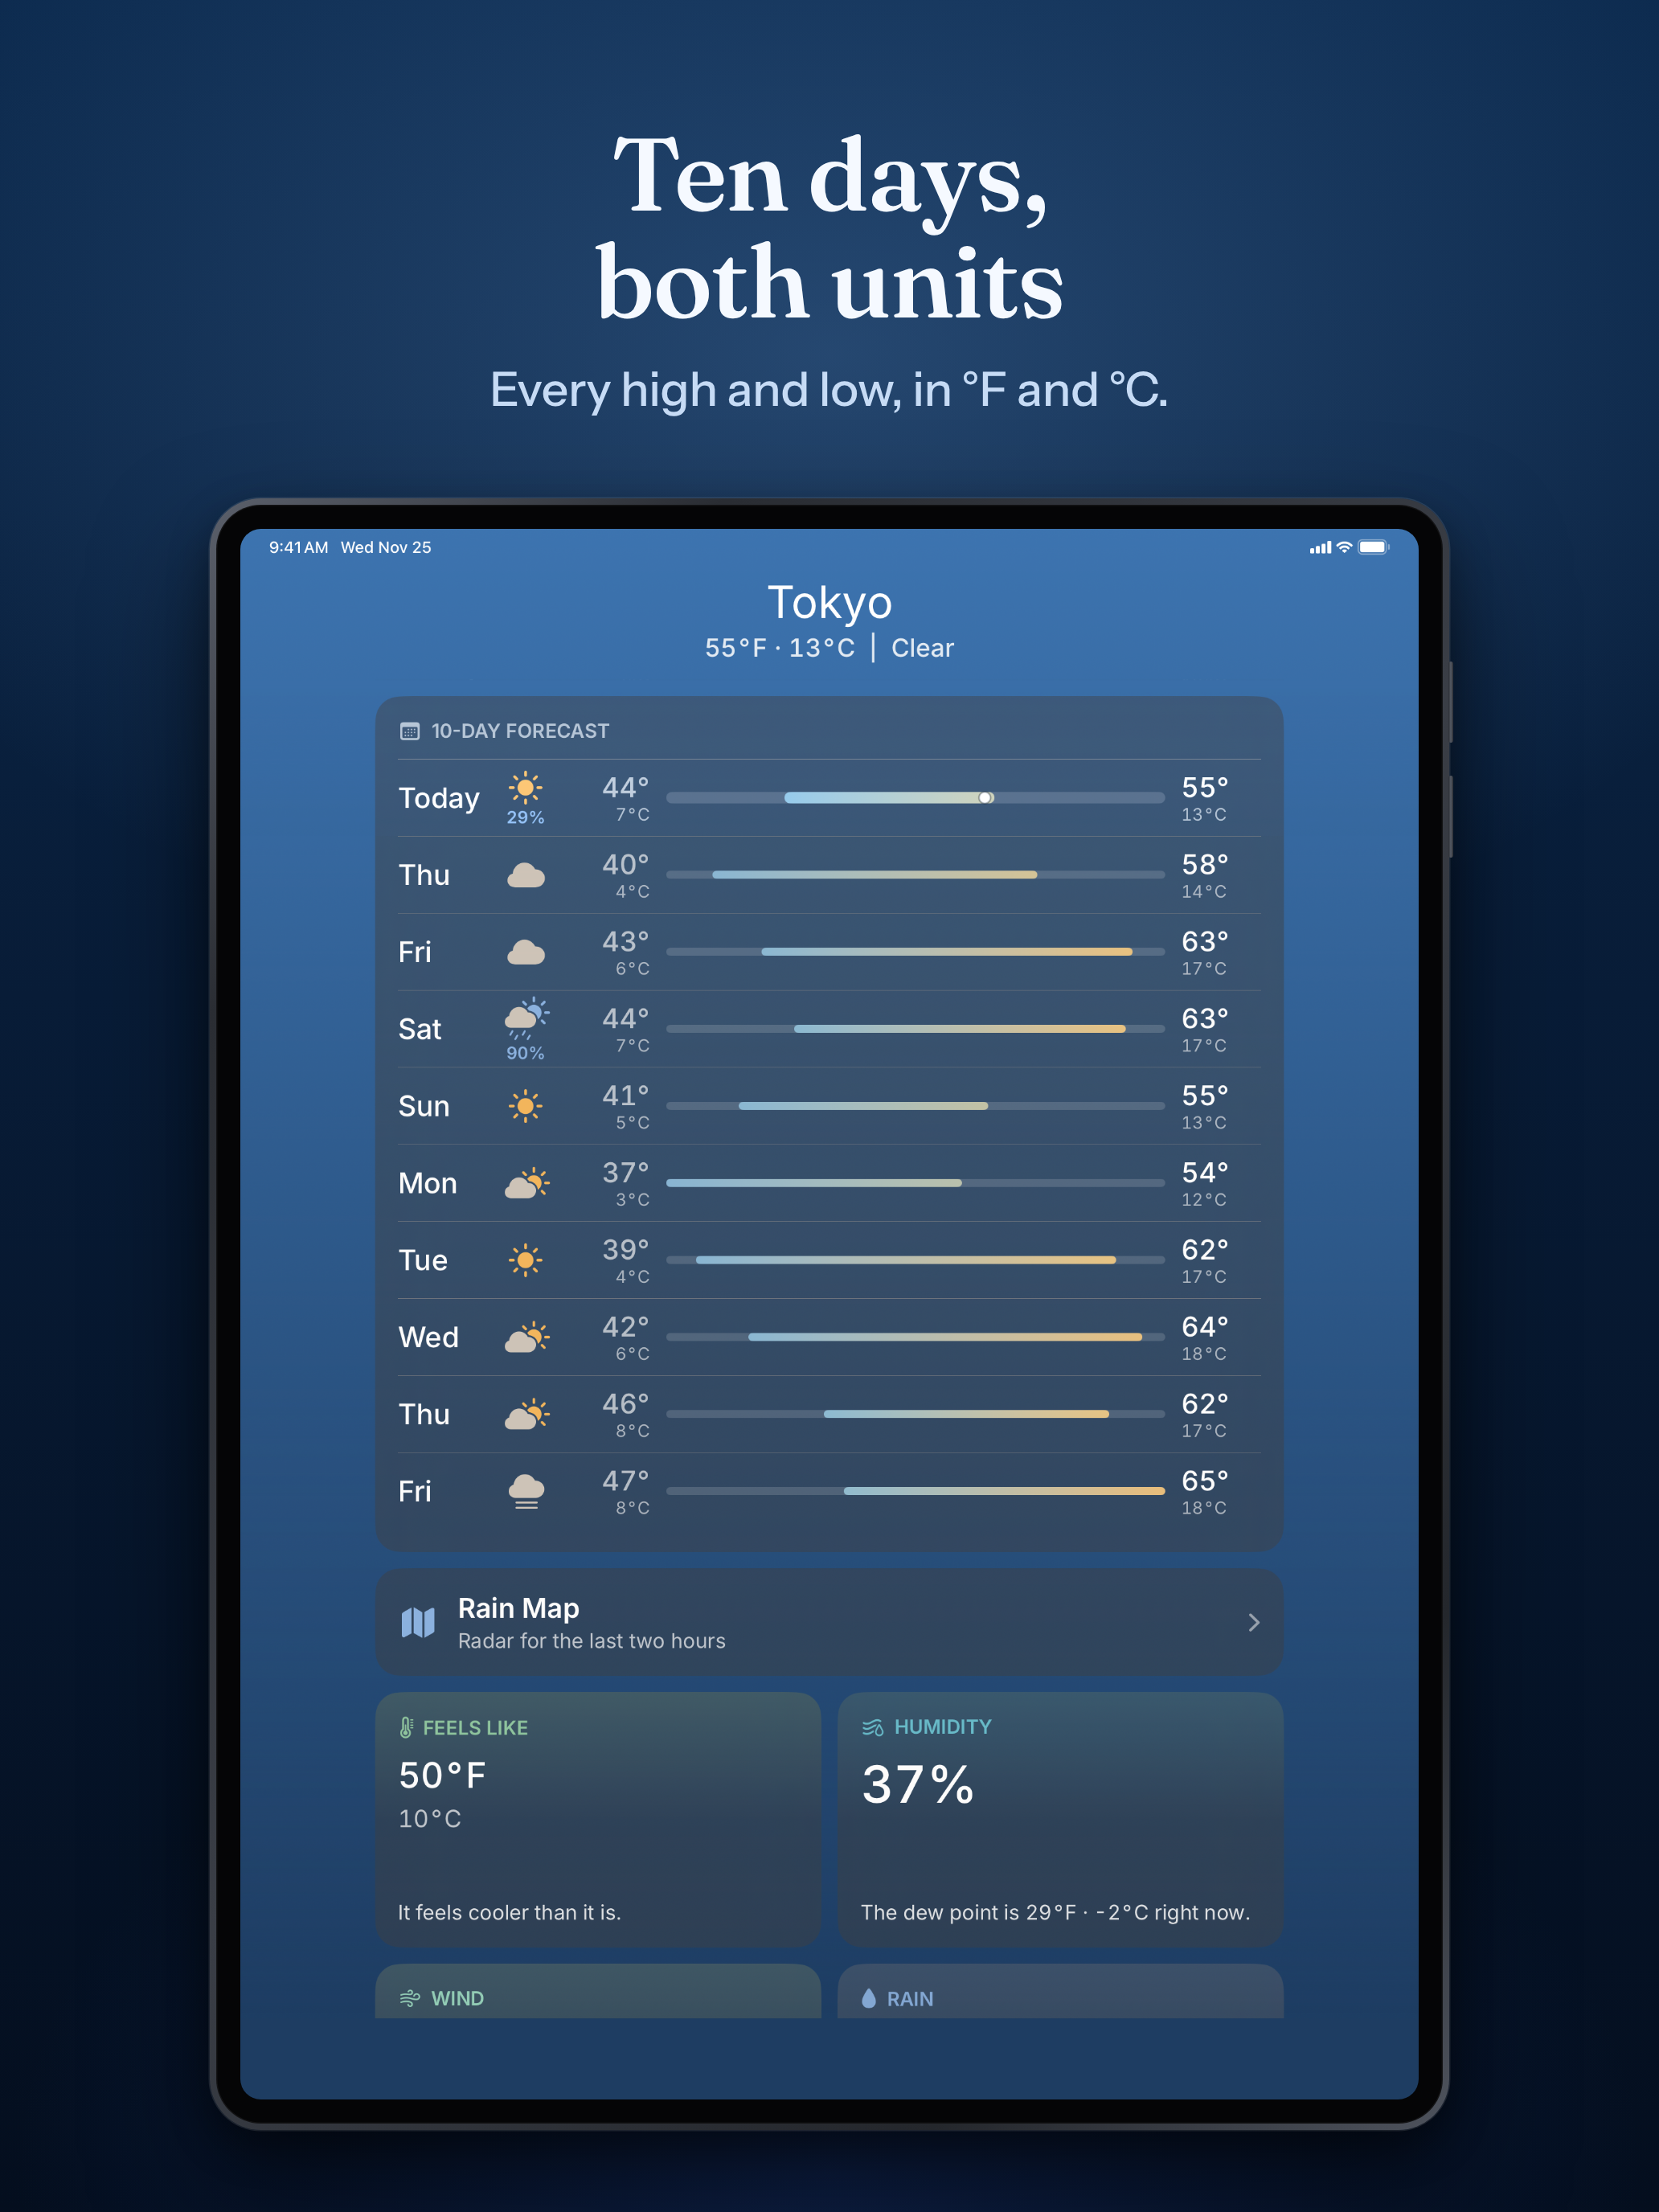 Ten days,
both units
Every high and low, in °F and °C.
9:41 AM Wed Nov 25
Tokyo
55°F · 13°C | Clear
10-DAY FORECAST
Today 29% 44° 7°C 55° 13°C
Thu 40° 4°C 58° 14°C
Fri 43° 6°C 63° 17°C
Sat 90% 44° 7°C 63° 17°C
Sun 41° 5°C 55° 13°C
Mon 37° 3°C 54° 12°C
Tue 39° 4°C 62° 17°C
Wed 42° 6°C 64° 18°C
Thu 46° 8°C 62° 17°C
Fri 47° 8°C 65° 18°C
Rain Map
Radar for the last two hours
FEELS LIKE
50°F
10°C
It feels cooler than it is.
HUMIDITY
37%
The dew point is 29°F · -2°C right now.
WIND
RAIN